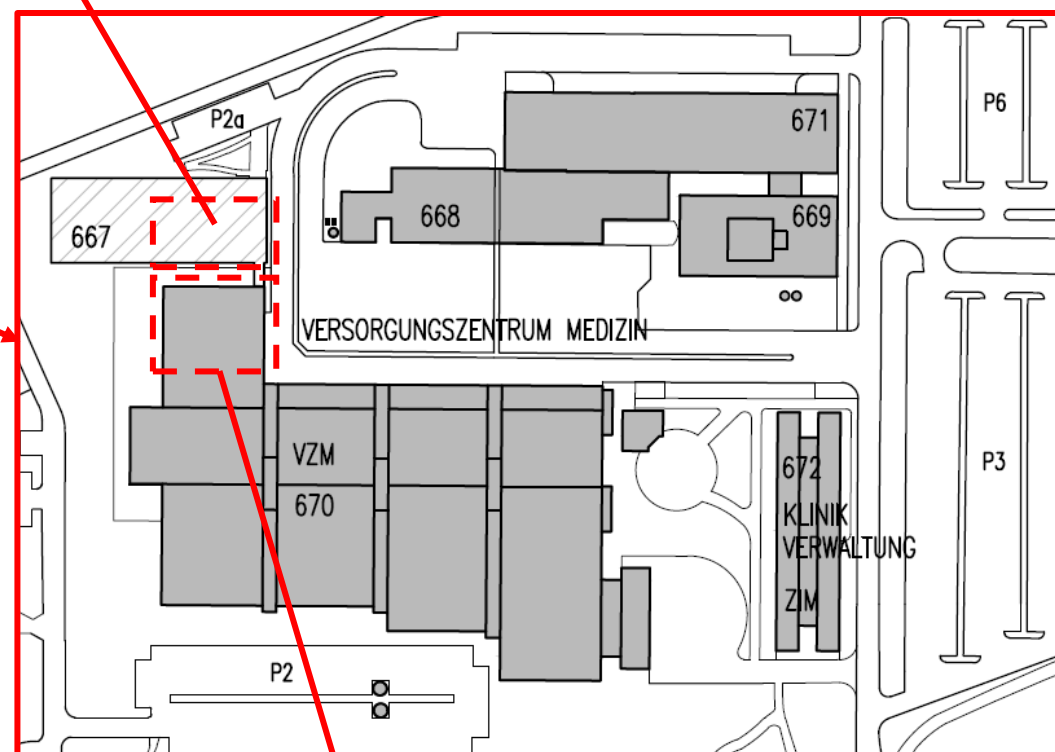 P2a
671
P6
667
668
669
VERSORGUNGSZENTRUM MEDIZIN
VZM
670
672
KLINIK
VERWALTUNG
ZIM
P3
P2